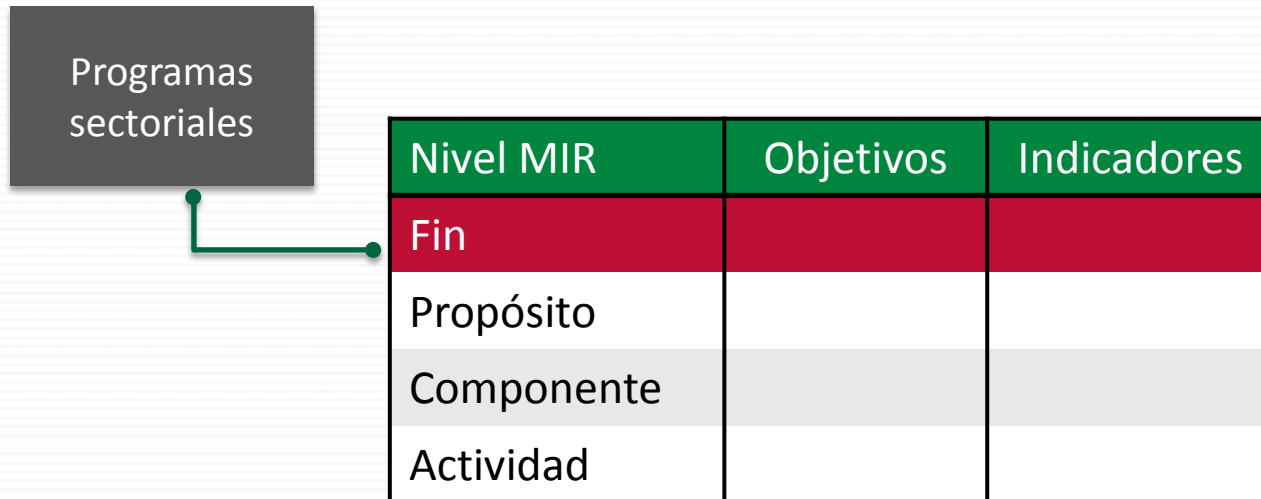 Programas
sectoriales
Nivel MIR Objetivos Indicadores
Fin
Propósito
Componente
Actividad